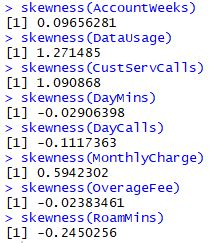 > skewness(AccountWeeks)
[1] 0.09656281
> skewness(DataUsage)
[1] 1.271485
> skewness(CustServCalls)
[1] 1.090868
> skewness(DayMins)
[1] -0.02906398
> skewness(DayCalls)
[1] -0.1117363
> skewness(MonthlyCharge)
[1] 0.5942302
> skewness(OverageFee)
[1] -0.02383461
> skewness(RoamMins)
[1] -0.2450256